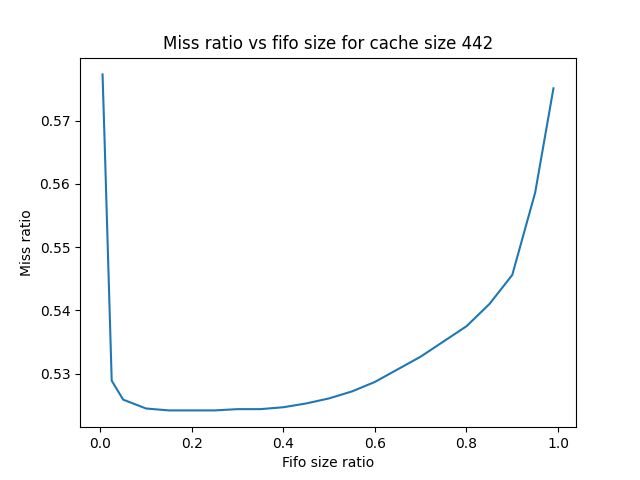 Miss ratio vs fifo size for cache size 442
0.57
0.56
0.55
0.54
0.53
Miss ratio
0.0 0.2 0.4 0.6 0.8 1.0
Fifo size ratio